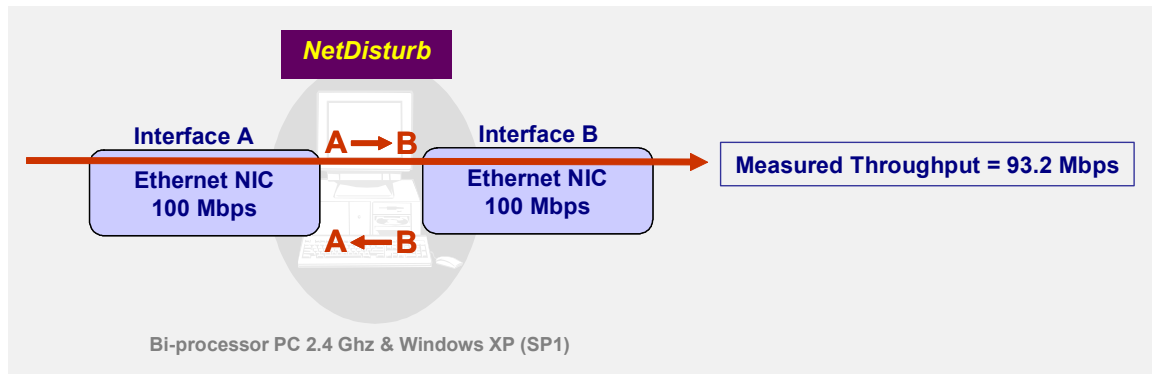 NetDisturb
Interface A
A B
Interface B
Ethernet NIC
100 Mbps
Ethernet NIC
100 Mbps
Measured Throughput = 93.2 Mbps
A B
Bi-processor PC 2.4 Ghz & Windows XP (SP1)